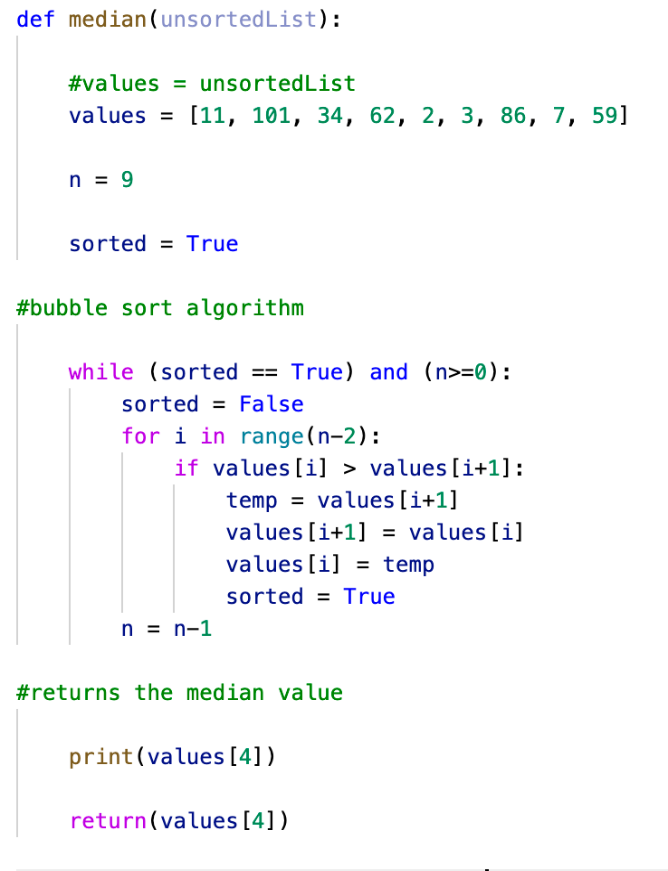 def median(unsortedList):
#values = unsortedList
values = [11, 101, 34, 62, 2, 3, 86, 7, 59]
n = 9
sorted = True
#bubble sort algorithm
while (sorted == True) and (n>=0):
sorted = False
for i in range(n-2):
if values[i] > values[i+1]:
temp = values[i+1]
values[i+1] = values[i]
values[i] = temp
sorted = True
n = n-1
#returns the median value
print(values[4])
return(values[4])